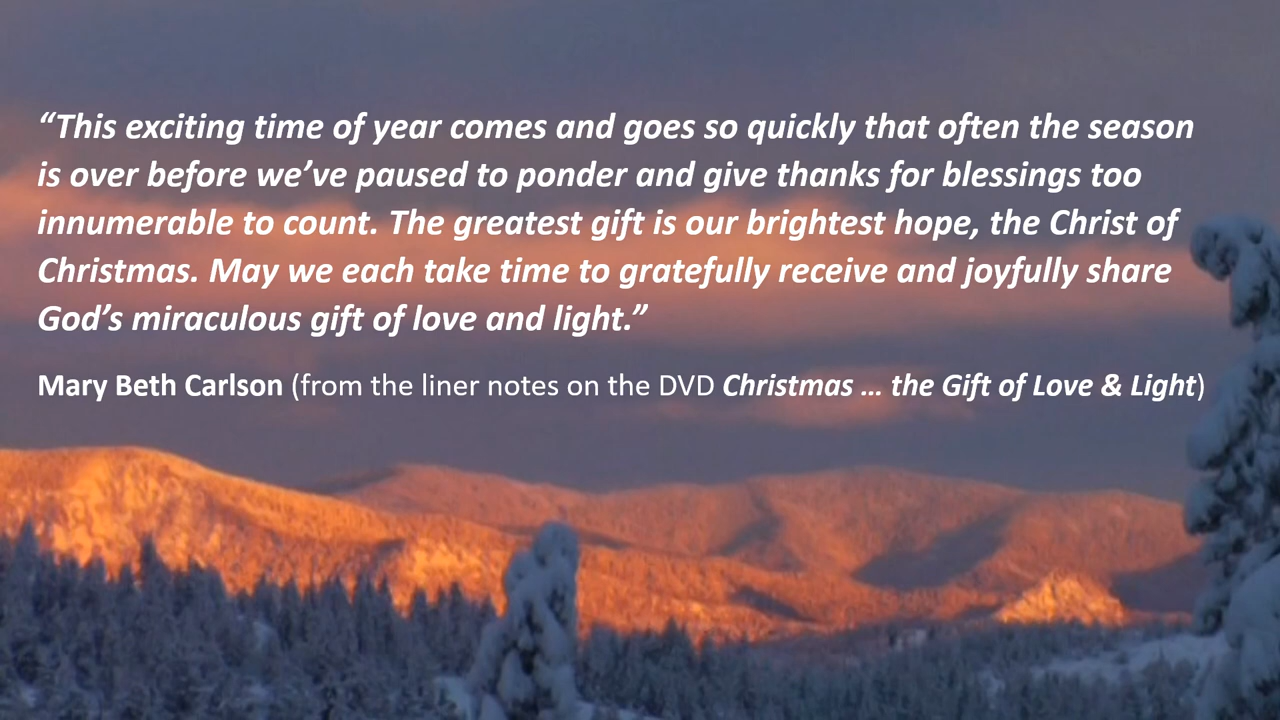 “This exciting time of year comes and goes so quickly that often the season
is over before we’ve paused to ponder and give thanks for blessings too
innumerable to count. The greatest gift is our brightest hope, the Christ of
Christmas. May we each take time to gratefully receive and joyfully share
God’s miraculous gift of love and light.”
Mary Beth Carlson (from the liner notes on the DVD Christmas … the Gift of Love & Light)